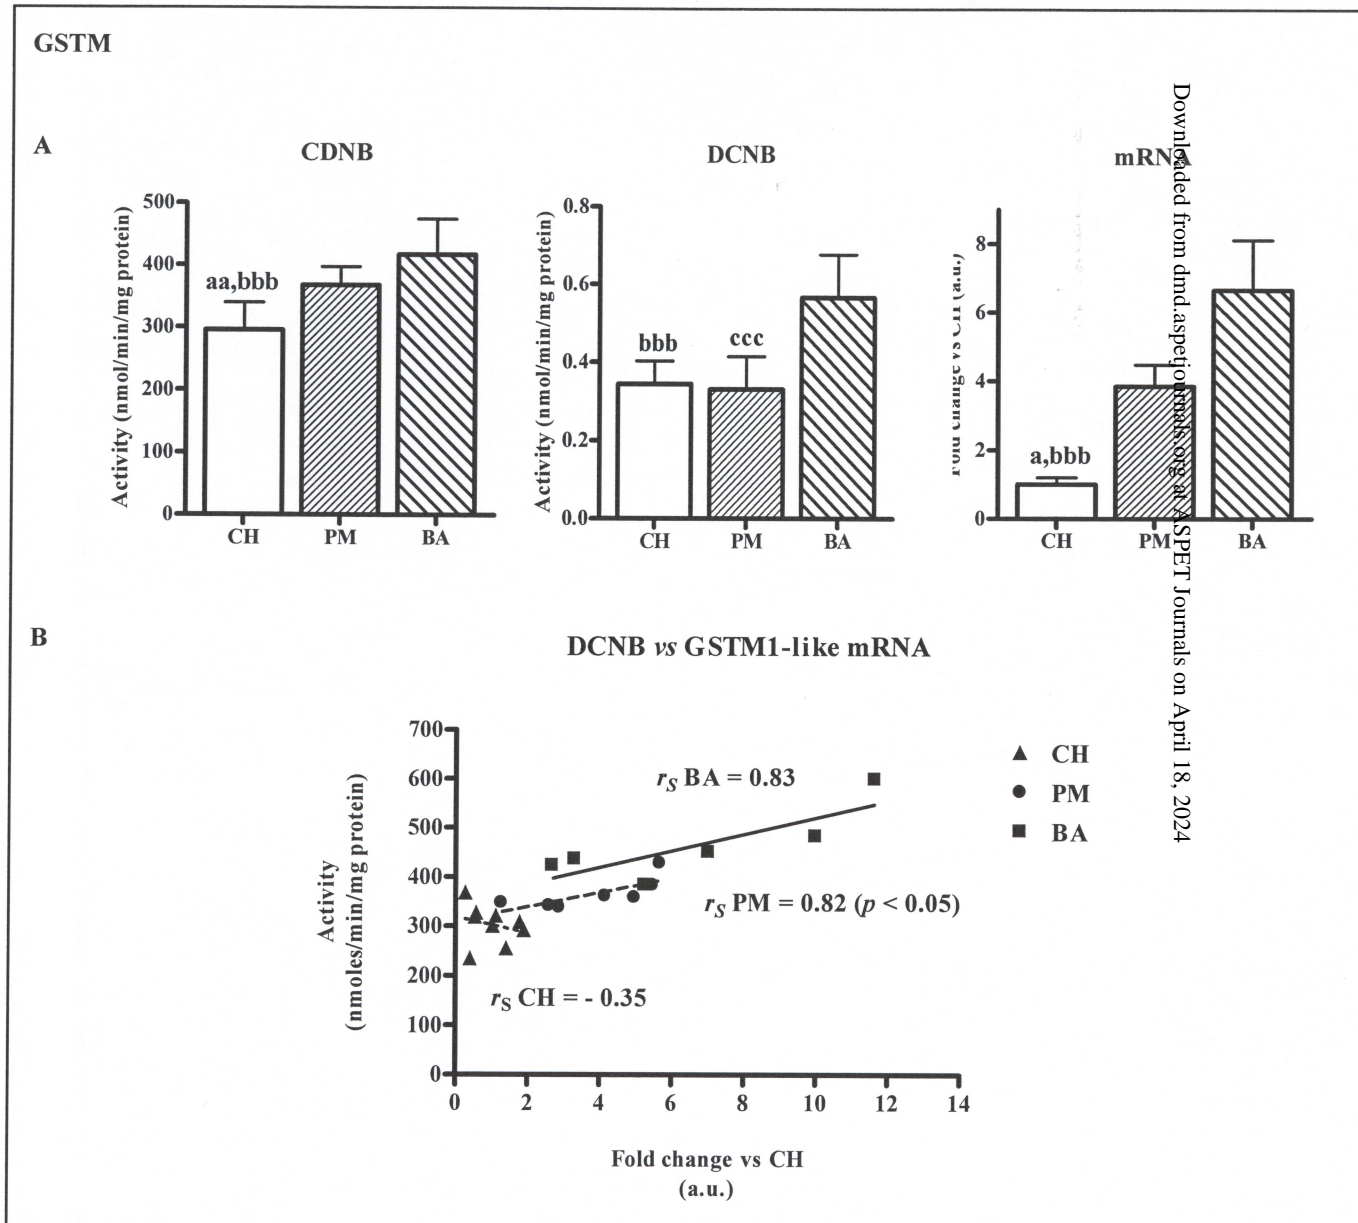 GSTM
A
CDNB
Activity (nmol/min/mg protein)
500
400
300
200
100
0
aa,bbb
CH
PM
BA
DCNB
Activity (nmol/min/mg protein)
0.8
0.6
0.4
0.2
0.0
bbb
ccc
CH
PM
BA
mRNA
Fold change vs CH (a.u.)
8
6
4
2
0
a,bbb
CH
PM
BA
Downloaded from dmd.aspetjournals.org at ASPET Journals on April 18, 2024
B
DCNB vs GSTM1-like mRNA
Activity
(nmoles/min/mg protein)
700
600
500
400
300
200
100
0
rS BA = 0.83
rS PM = 0.82 (p < 0.05)
rS CH = - 0.35
0 2 4 6 8 10 12 14
Fold change vs CH
(a.u.)
CH
PM
BA